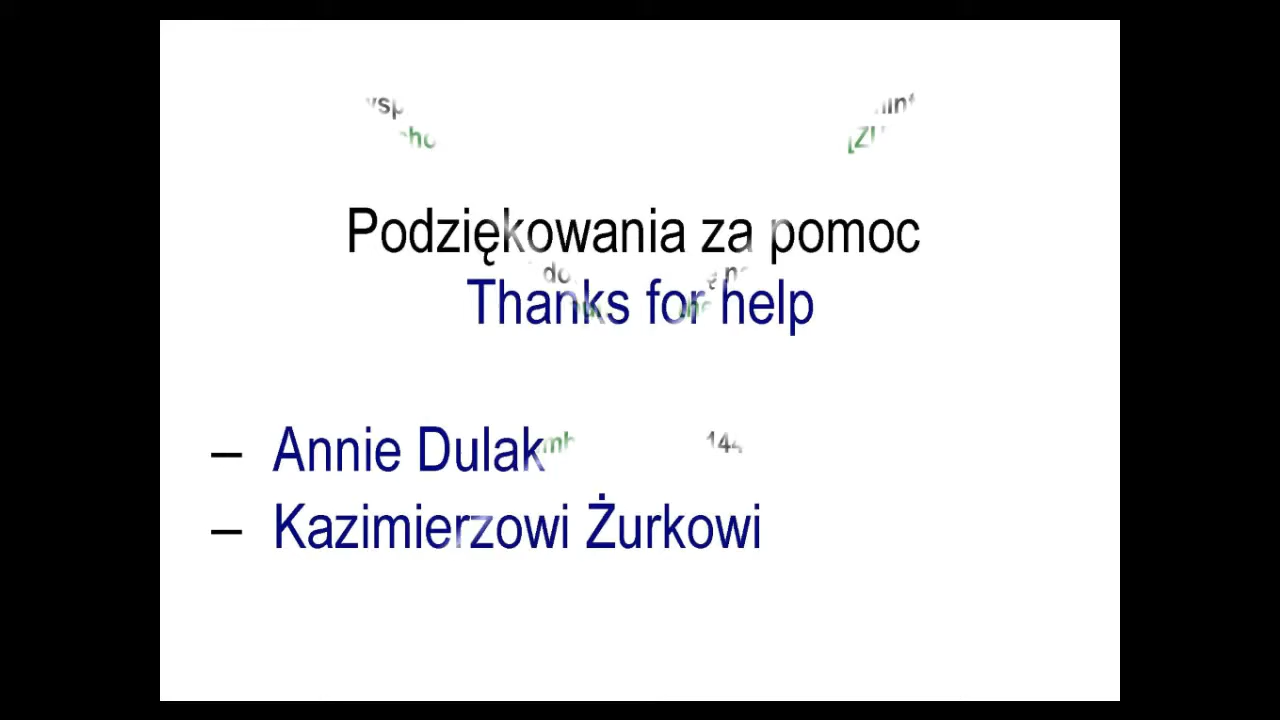 Podziękowania za pomoc
Thanks for help
– Annie Dulak
– Kazimierzowi Żurkowi